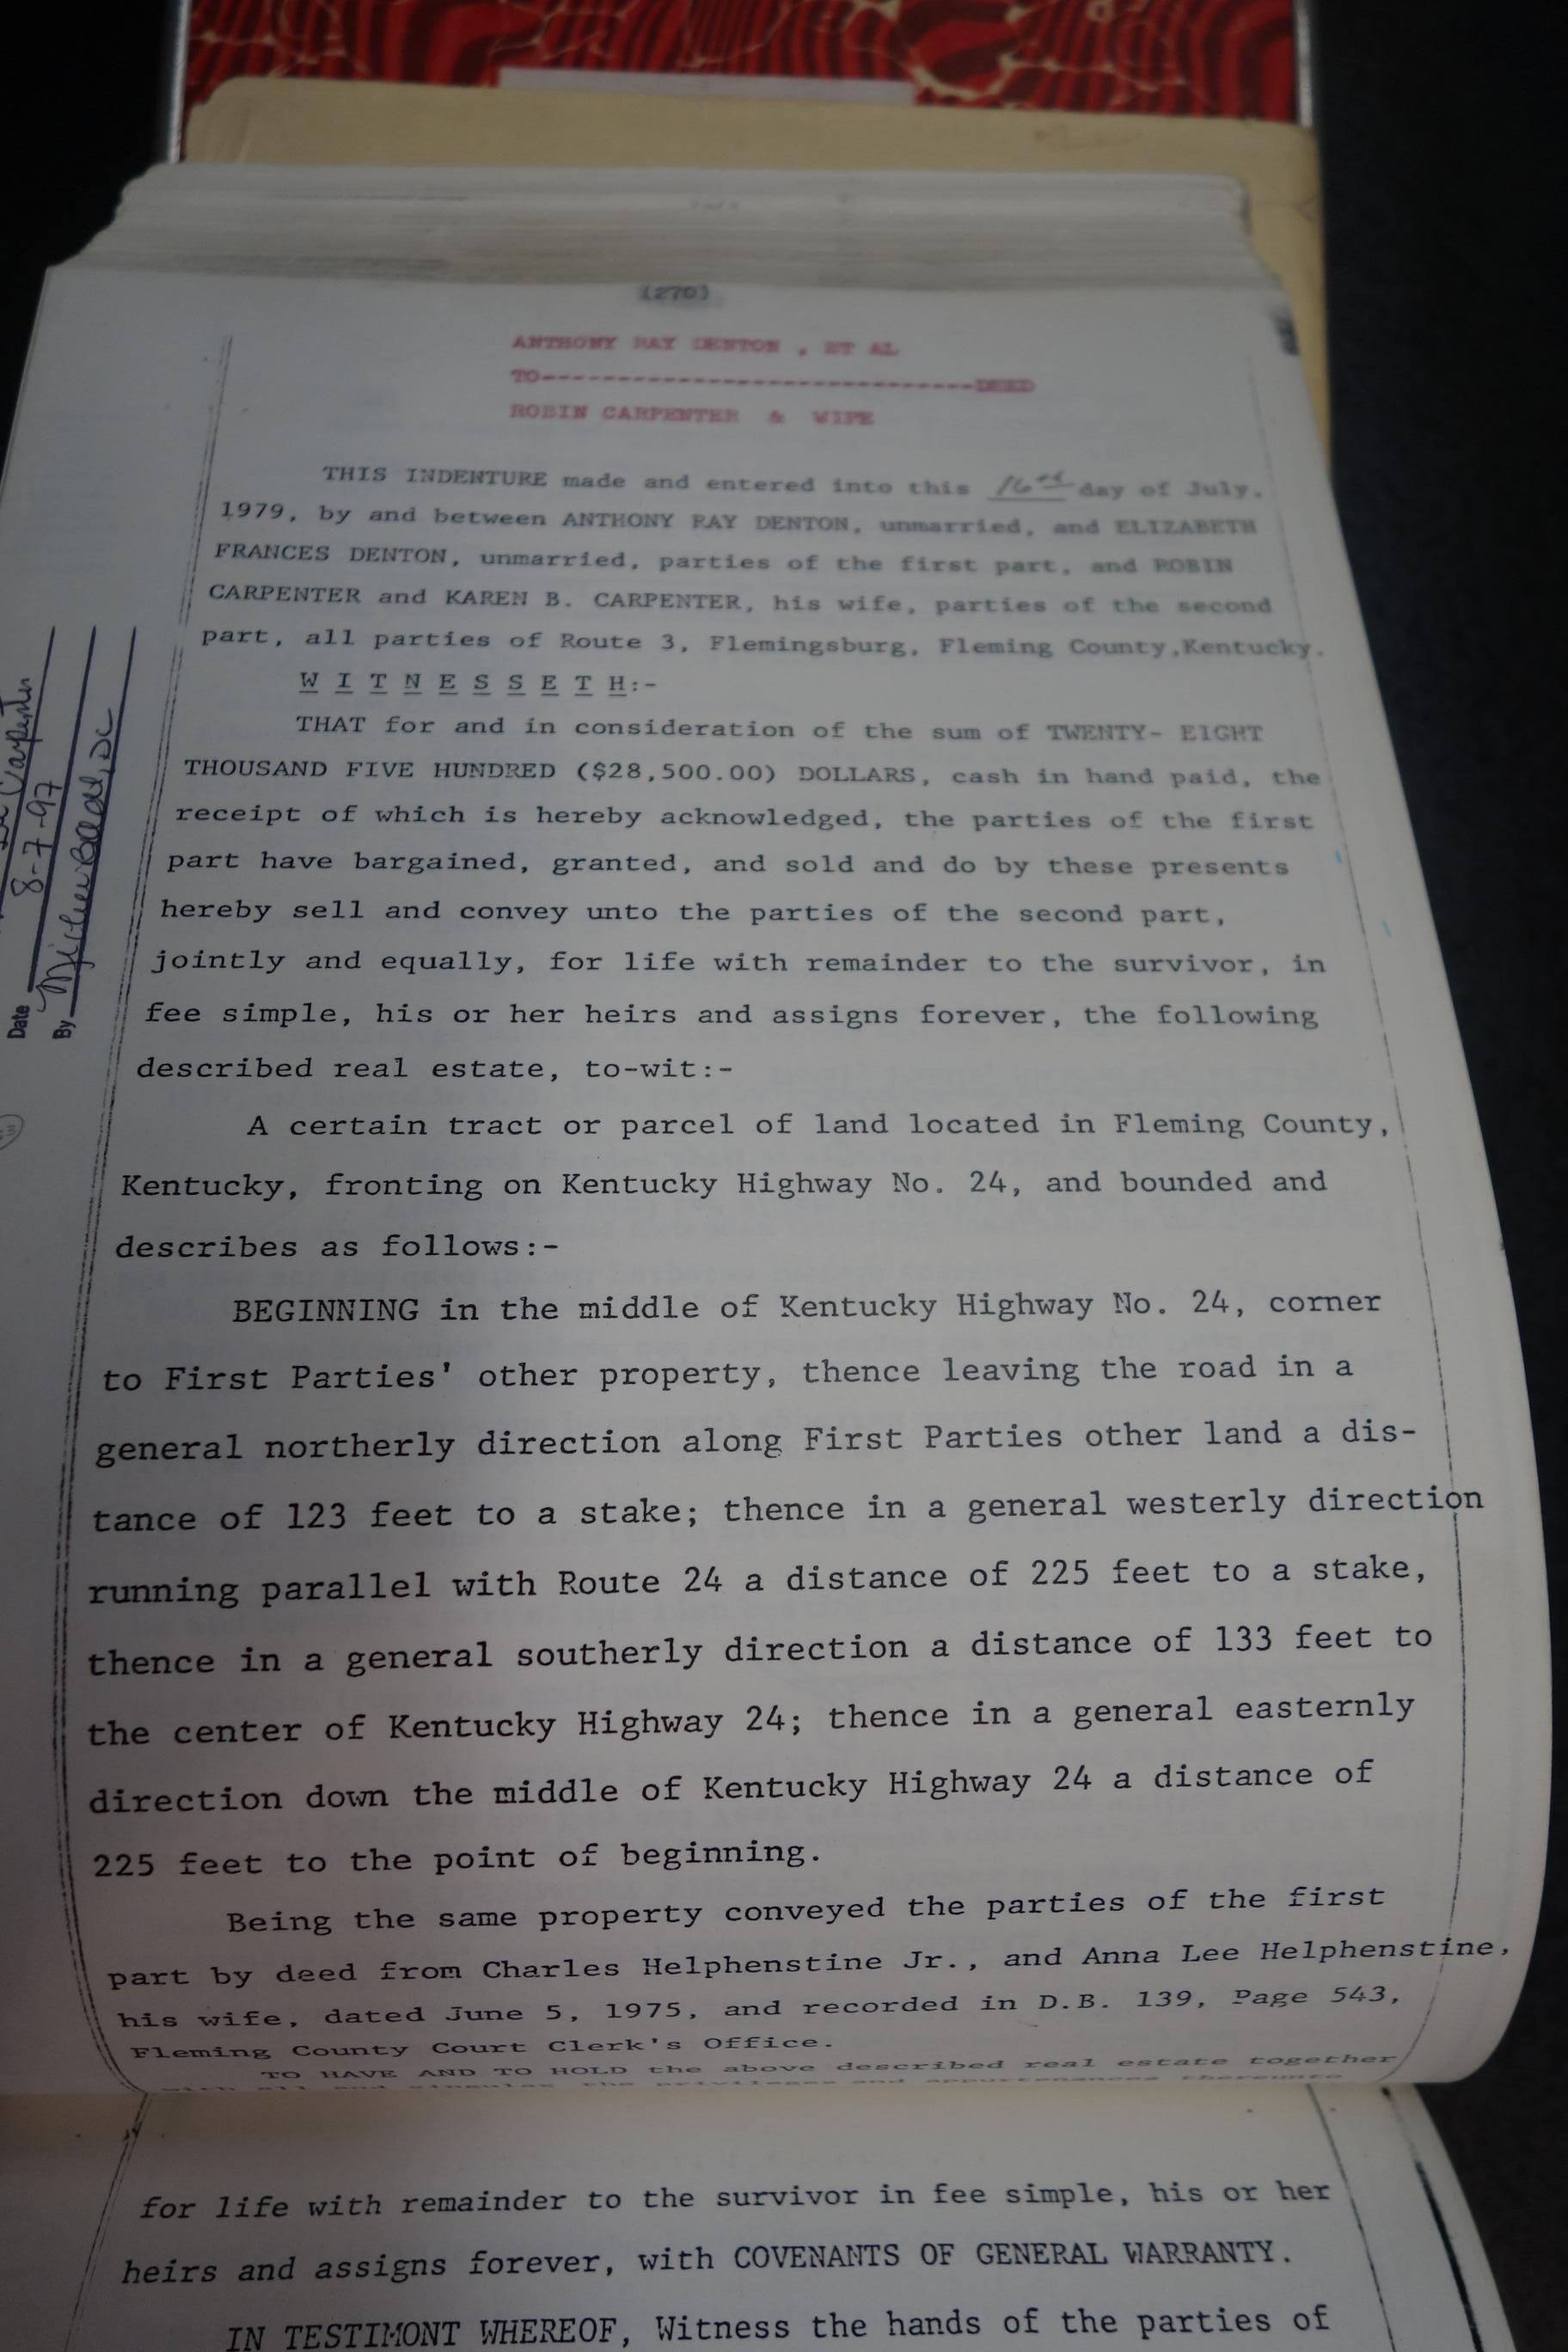 (270)
ANTHONY RAY DENTON , ET AL
TO-------------------------------DEED
ROBIN CARPENTER & WIFE
THIS INDENTURE made and entered into this 16th day of July,
1979, by and between ANTHONY RAY DENTON, unmarried, and ELIZABETH
FRANCES DENTON, unmarried, parties of the first part, and ROBIN
CARPENTER and KAREN B. CARPENTER, his wife, parties of the second
part, all parties of Route 3, Flemingsburg, Fleming County,Kentucky.
W I T N E S S E T H:-
THAT for and in consideration of the sum of TWENTY- EIGHT
THOUSAND FIVE HUNDRED ($28,500.00) DOLLARS, cash in hand paid, the
receipt of which is hereby acknowledged, the parties of the first
part have bargained, granted, and sold and do by these presents
hereby sell and convey unto the parties of the second part,
jointly and equally, for life with remainder to the survivor, in
fee simple, his or her heirs and assigns forever, the following
described real estate, to-wit:-
A certain tract or parcel of land located in Fleming County,
Kentucky, fronting on Kentucky Highway No. 24, and bounded and
describes as follows:-
BEGINNING in the middle of Kentucky Highway No. 24, corner
to First Parties' other property, thence leaving the road in a
general northerly direction along First Parties other land a dis-
tance of 123 feet to a stake; thence in a general westerly direction
running parallel with Route 24 a distance of 225 feet to a stake,
thence in a general southerly direction a distance of 133 feet to
the center of Kentucky Highway 24; thence in a general easternly
direction down the middle of Kentucky Highway 24 a distance of
225 feet to the point of beginning.
Being the same property conveyed the parties of the first
part by deed from Charles Helphenstine Jr., and Anna Lee Helphenstine,
his wife, dated June 5, 1975, and recorded in D.B. 139, Page 543,
Fleming County Court Clerk's Office.
TO HAVE AND TO HOLD the above described real estate together
with all and singular the privileges and appurtenances thereunto
for life with remainder to the survivor in fee simple, his or her
heirs and assigns forever, with COVENANTS OF GENERAL WARRANTY.
IN TESTIMONT WHEREOF, Witness the hands of the parties of
Carpenter
Date 8-7-97
By